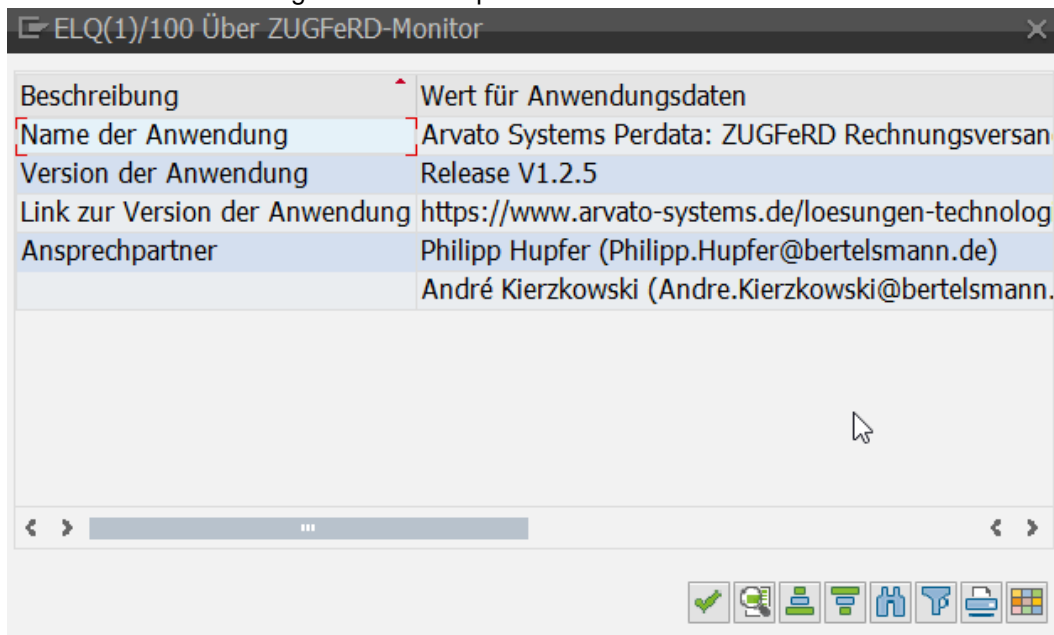 ELQ(1)/100 Über ZUGFeRD-Monitor
Beschreibung Wert für Anwendungsdaten
Name der Anwendung Arvato Systems Perdata: ZUGFeRD Rechnungsversan
Version der Anwendung Release V1.2.5
Link zur Version der Anwendung https://www.arvato-systems.de/loesungen-technolog
Ansprechpartner Philipp Hupfer (Philipp.Hupfer@bertelsmann.de)
André Kierzkowski (Andre.Kierzkowski@bertelsmann.